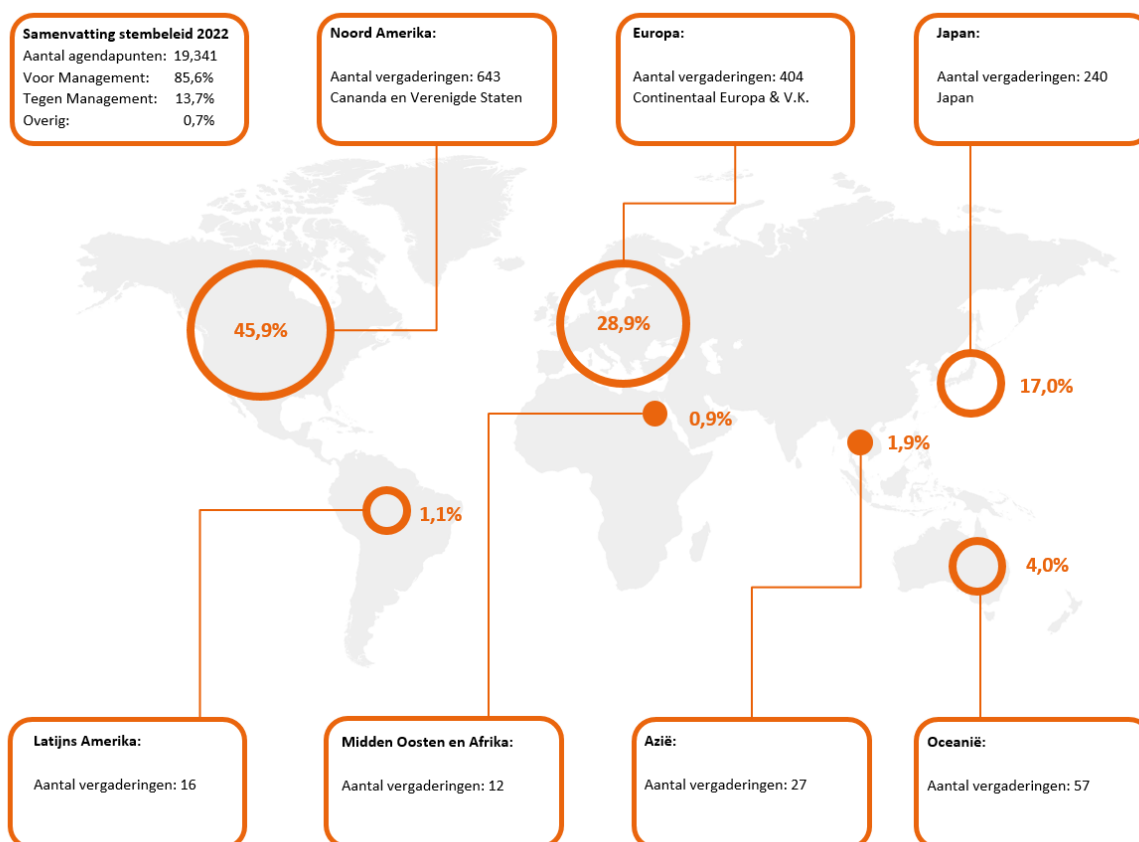 Samenvatting stembeleid 2022
Aantal agendapunten: 19,341
Voor Management: 85,6%
Tegen Management: 13,7%
Overig: 0,7%
Noord Amerika:
Aantal vergaderingen: 643
Cananda en Verenigde Staten
Europa:
Aantal vergaderingen: 404
Continentaal Europa & V.K.
Japan:
Aantal vergaderingen: 240
Japan
45,9%
28,9%
17,0%
0,9%
1,9%
1,1%
4,0%
Latijns Amerika:
Aantal vergaderingen: 16
Midden Oosten en Afrika:
Aantal vergaderingen: 12
Azië:
Aantal vergaderingen: 27
Oceanië:
Aantal vergaderingen: 57